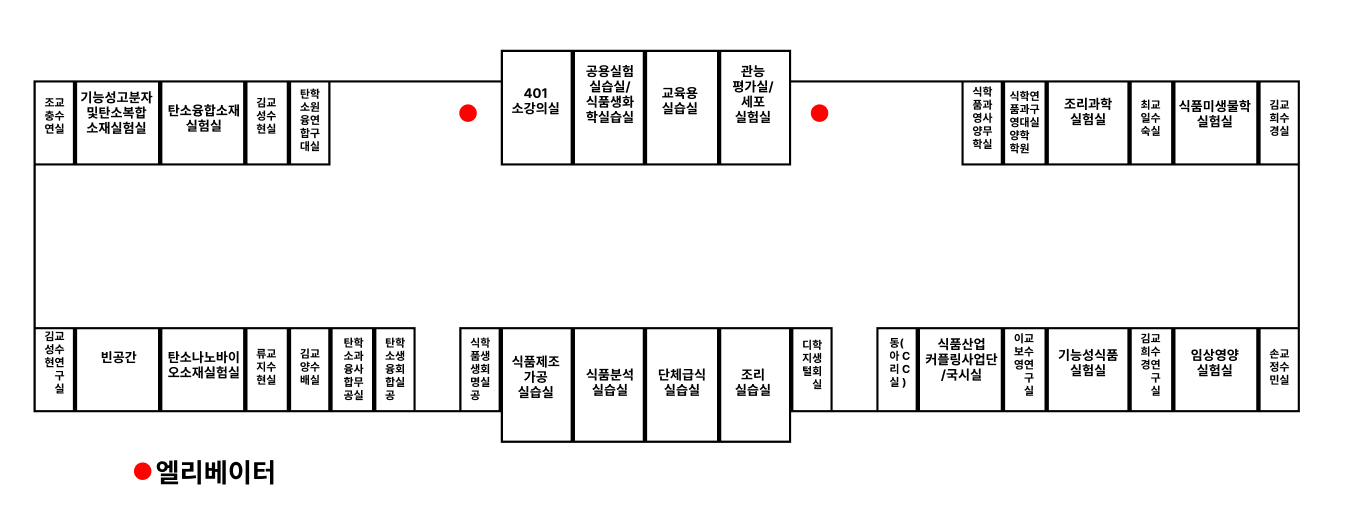 조충연
교수실
기능성고분자
및탄소복합
소재실험실
탄소융합소재
실험실
김성현
교수실
탄소융합대
학원연구실
401
소강의실
공용실험
실습실/
식품생화
학실습실
교육용
실습실
관능
평가실/
세포
실험실
식품영양학
학과사무실
식품영양학
학과대학원
연구실
조리과학
실험실
최일숙
교수실
식품미생물학
실험실
김희경
교수실
김성현
교수연구실
빈공간
탄소나노바이
오소재실험실
류지현
교수실
김양배
교수실
탄소융합공
학과사무실
탄소융합공
학생회실
식품생명공
학생회실
식품제조
가공
실습실
식품분석
실습실
단체급식
실습실
조리
실습실
디지털
학생회실
동아리실
(CC)
식품산업
커플링사업단
/국시실
이보영
교수연구실
기능성식품
실험실
김희경
교수연구실
임상영양
실험실
손정민
교수실
엘리베이터